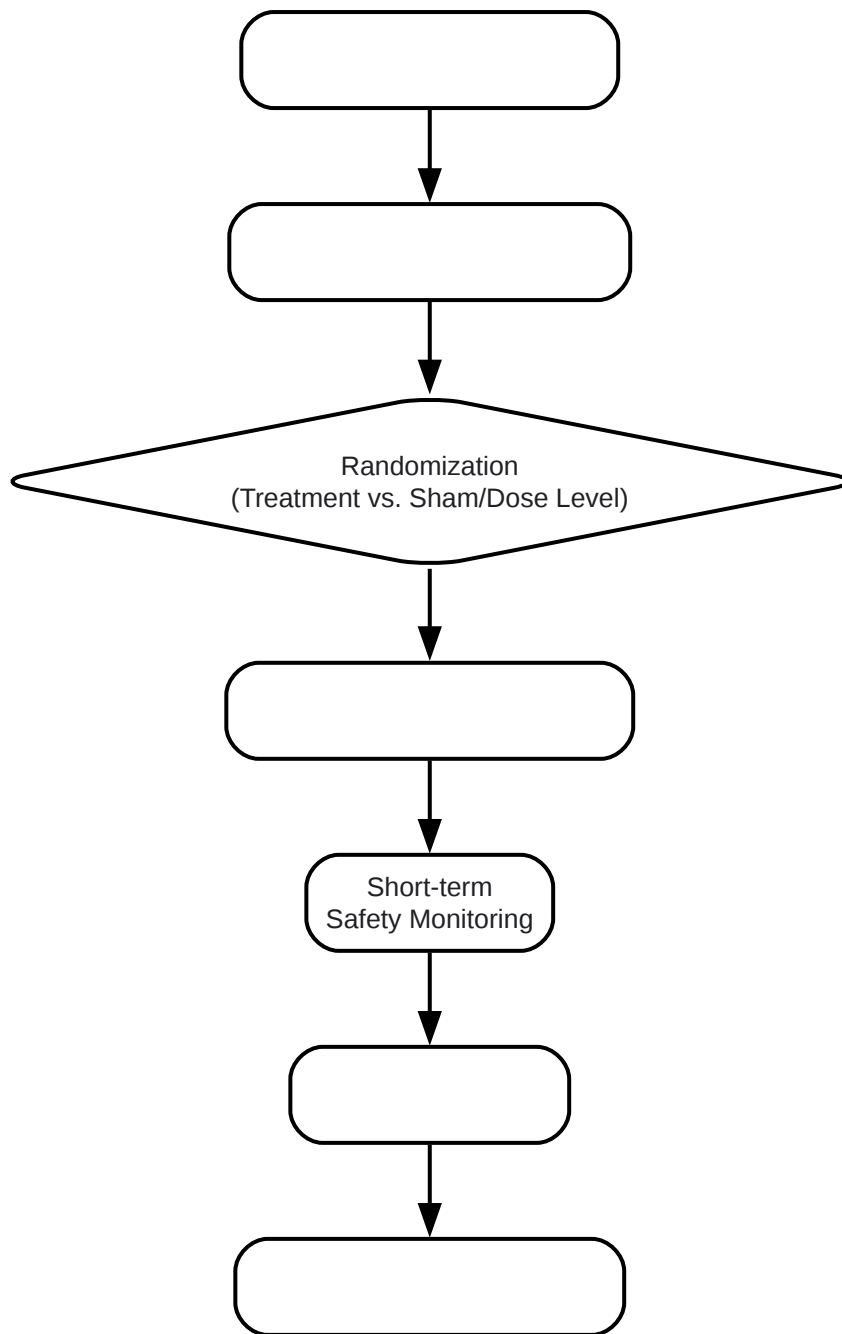 Randomization
(Treatment vs. Sham/Dose Level)
Short-term
Safety Monitoring